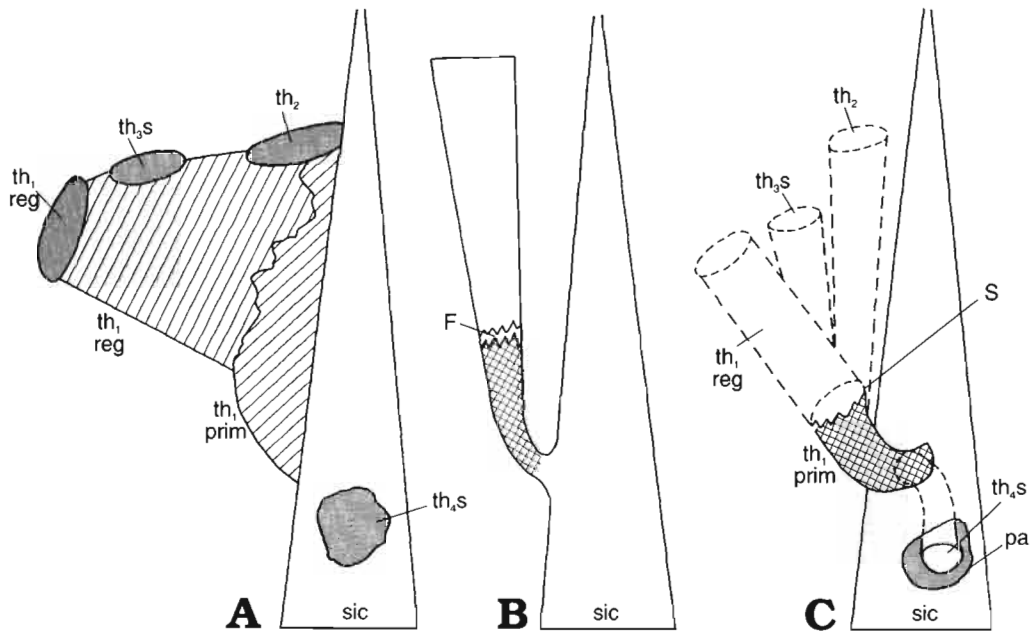 th₂
th₃s
th₁
reg
th₁
reg
th₁
prim
th₄s
A
sic
F
B
sic
th₂
th₃s
S
th₁
reg
th₁
prim
th₄s
pa
C
sic